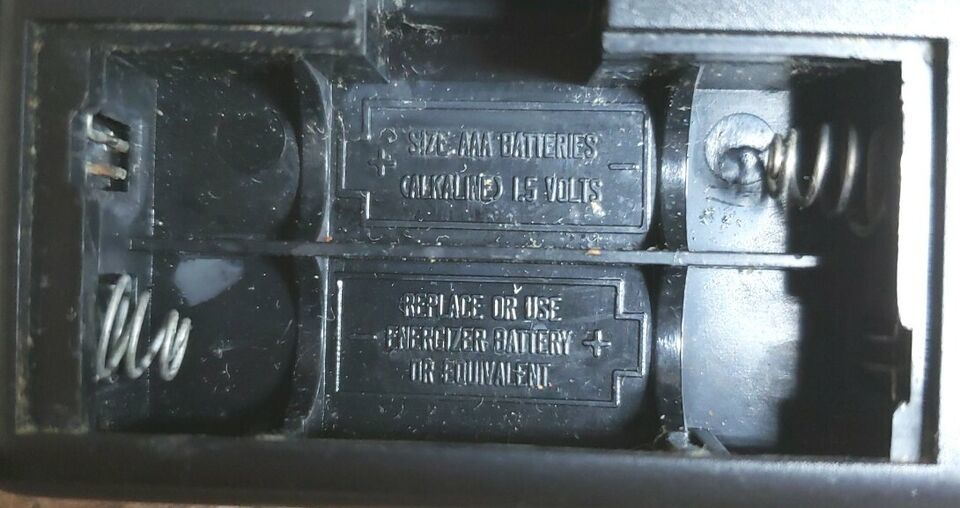 SIZE AAA BATTERIES
+ -
(ALKALINE) 1.5 VOLTS
REPLACE OR USE
- ENERGIZER BATTERY +
OR EQUIVALENT